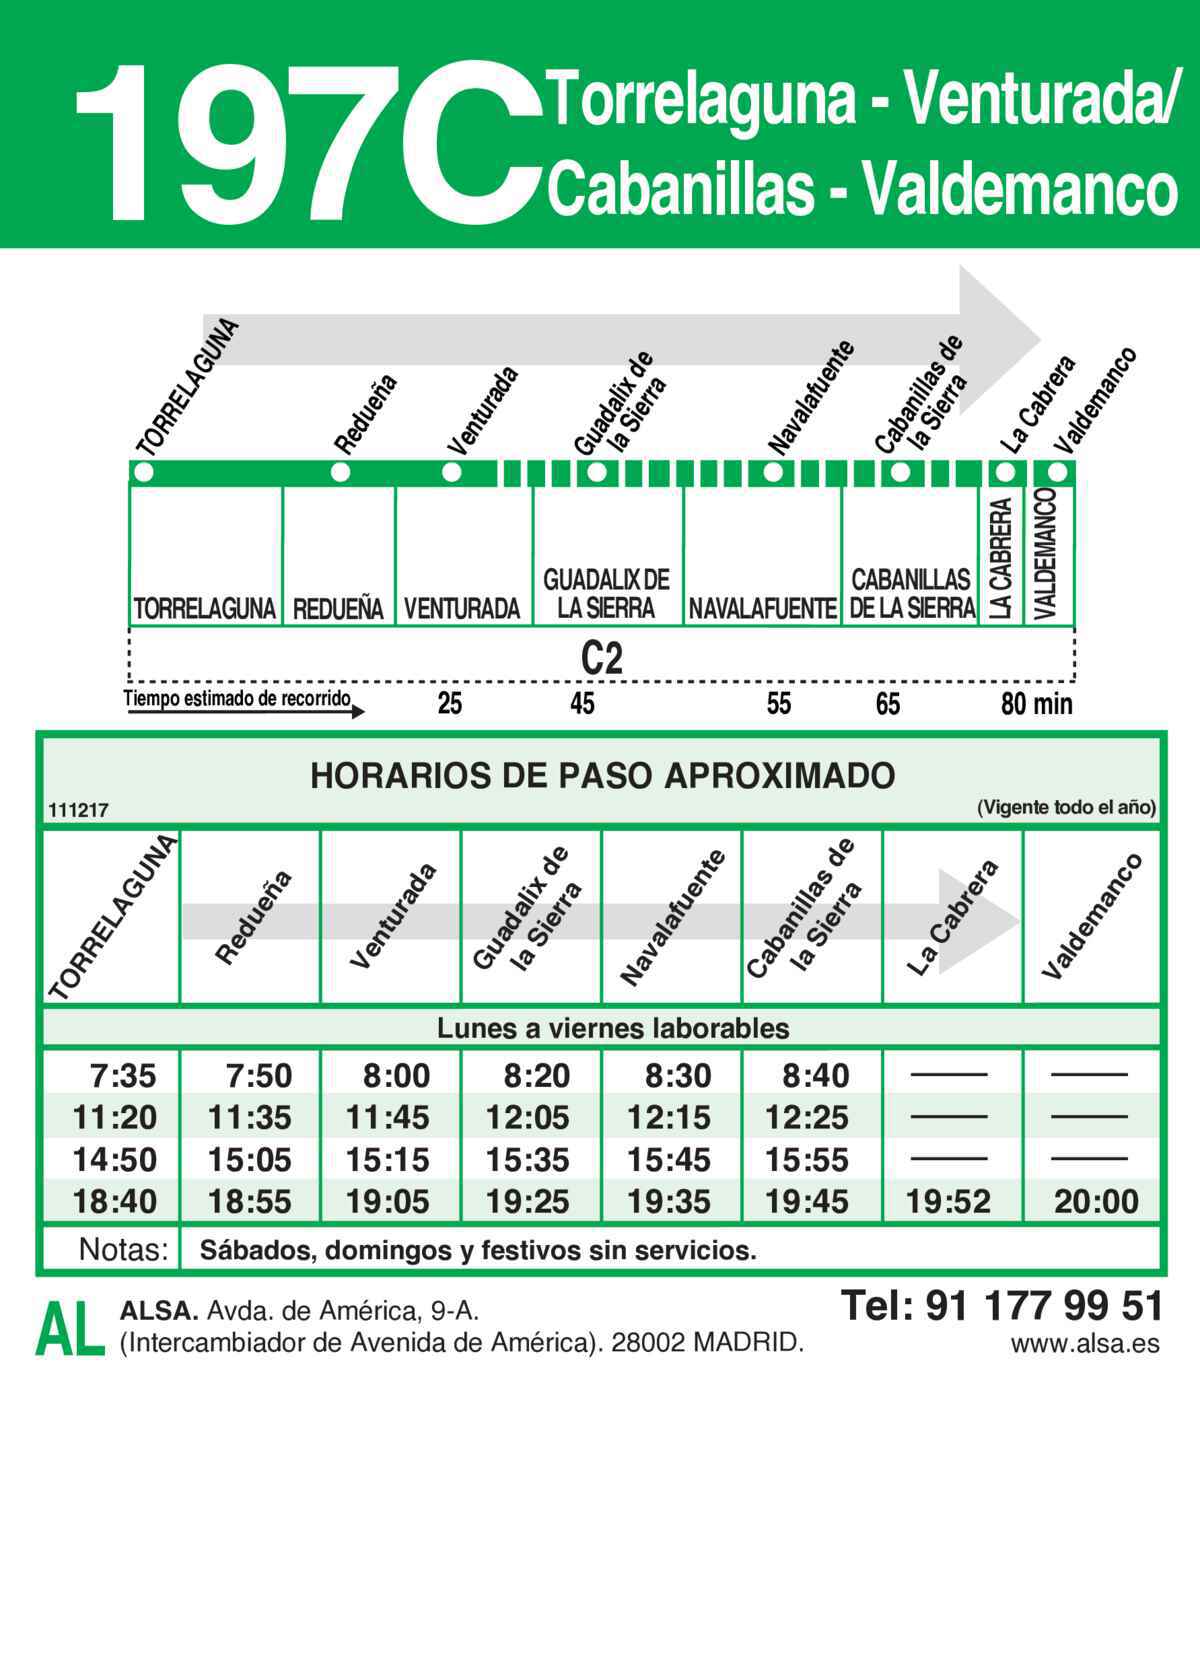 197C
Torrelaguna - Venturada/
Cabanillas - Valdemanco
TORRELAGUNA
Redueña
Venturada
Guadalix de
la Sierra
Navalafuente
Cabanillas de
la Sierra
La Cabrera
Valdemanco
TORRELAGUNA
REDUEÑA
VENTURADA
GUADALIX DE
LA SIERRA
NAVALAFUENTE
CABANILLAS
DE LA SIERRA
LA CABRERA
VALDEMANCO
C2
Tiempo estimado de recorrido 25 45 55 65 80 min
HORARIOS DE PASO APROXIMADO
111217 (Vigente todo el año)
TORRELAGUNA
Redueña
Venturada
Guadalix de
la Sierra
Navalafuente
Cabanillas de
la Sierra
La Cabrera
Valdemanco
Lunes a viernes laborables
7:35 7:50 8:00 8:20 8:30 8:40 —— ——
11:20 11:35 11:45 12:05 12:15 12:25 —— ——
14:50 15:05 15:15 15:35 15:45 15:55 —— ——
18:40 18:55 19:05 19:25 19:35 19:45 19:52 20:00
Notas: Sábados, domingos y festivos sin servicios.
AL
ALSA. Avda. de América, 9-A.
(Intercambiador de Avenida de América). 28002 MADRID.
Tel: 91 177 99 51
www.alsa.es